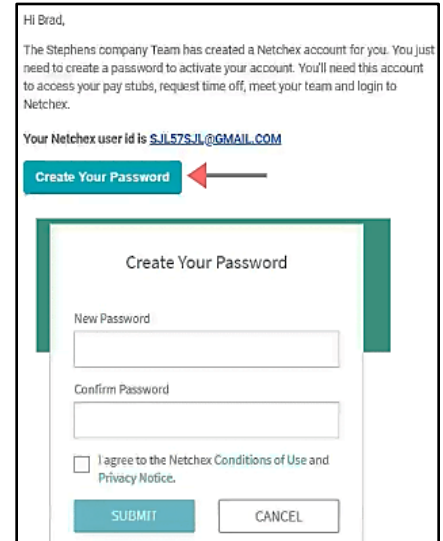 Hi Brad,
The Stephens company Team has created a Netchex account for you. You just
need to create a password to activate your account. You'll need this account
to access your pay stubs, request time off, meet your team and login to
Netchex.
Your Netchex user id is SJL57SJL@GMAIL.COM
Create Your Password
Create Your Password
New Password
Confirm Password
I agree to the Netchex Conditions of Use and
Privacy Notice.
SUBMIT
CANCEL